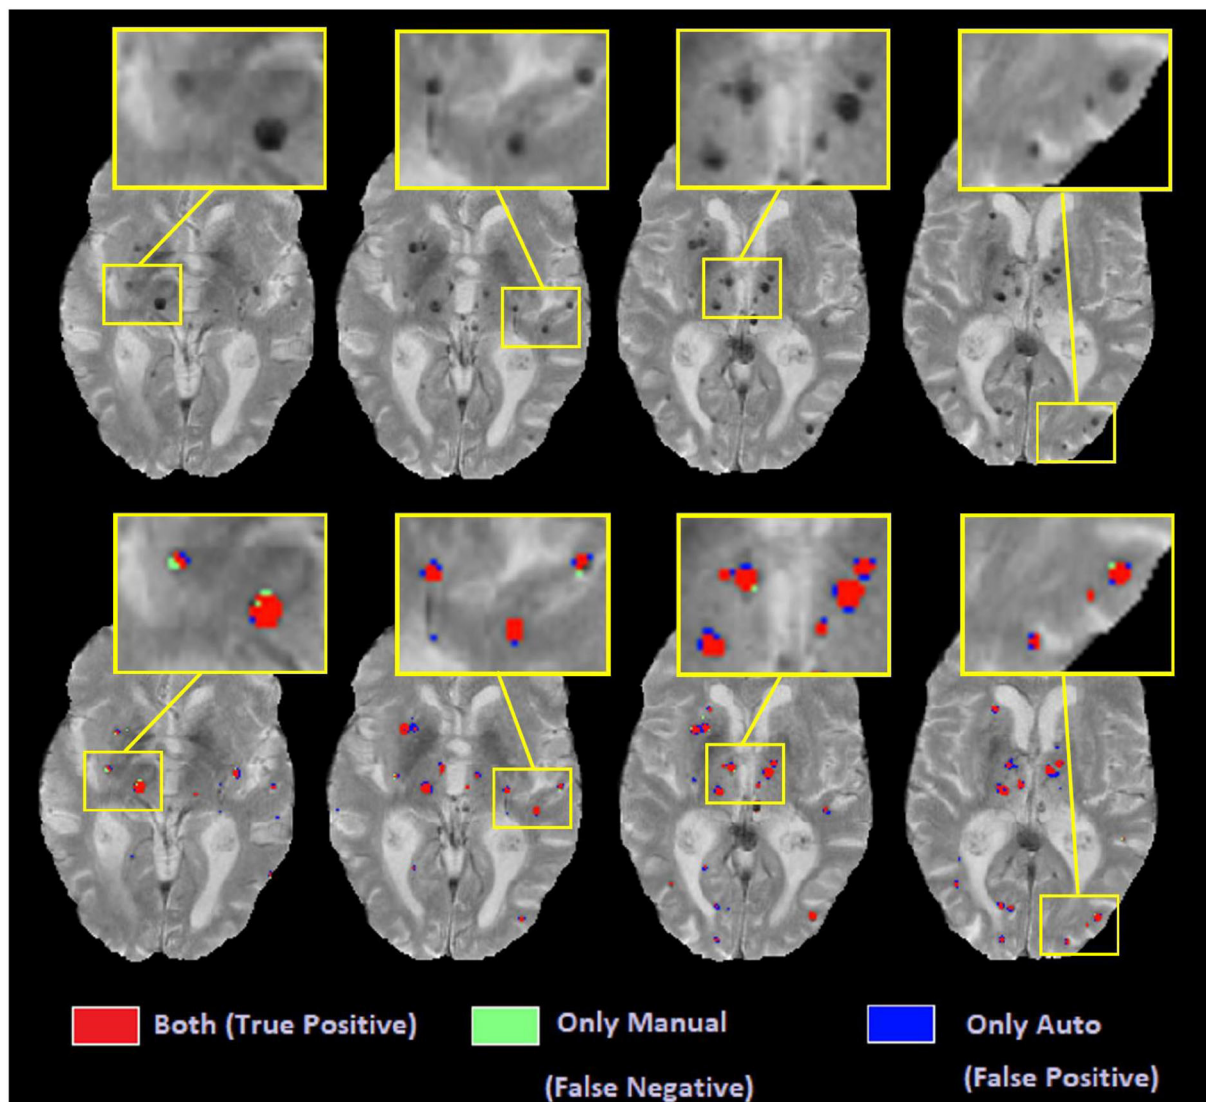 Both (True Positive)
Only Manual
(False Negative)
Only Auto
(False Positive)